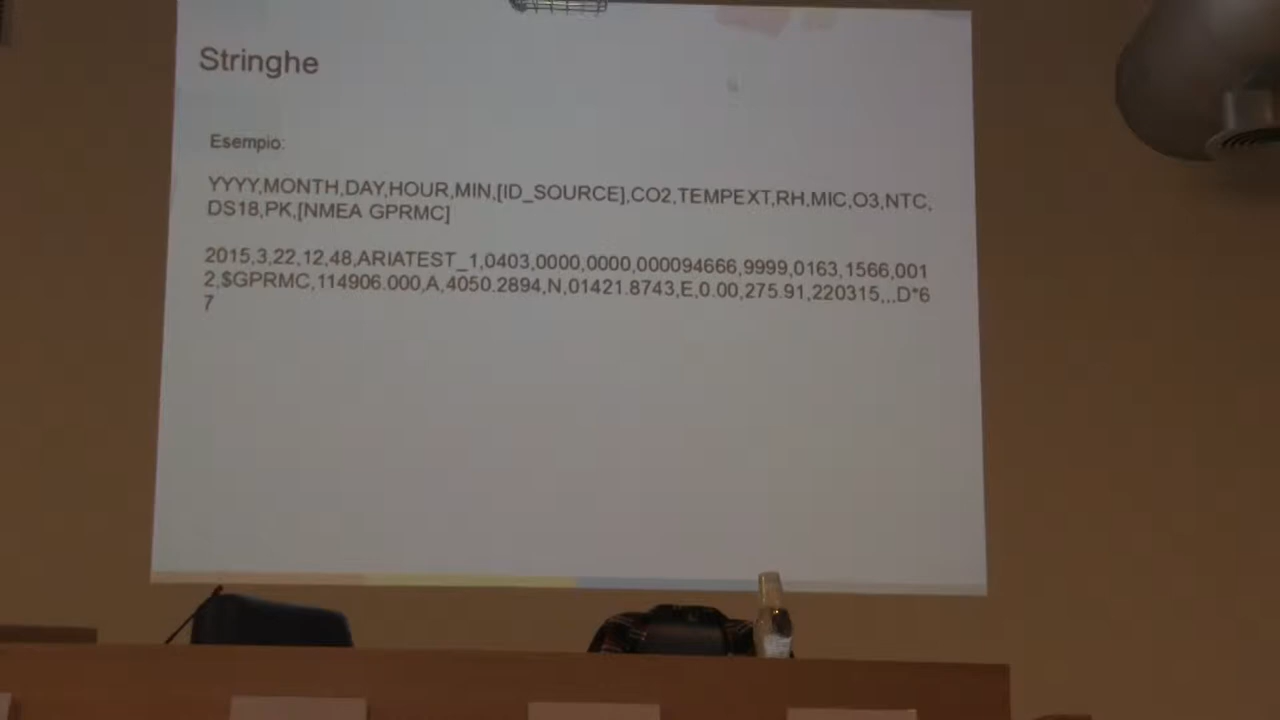 Stringhe
Esempio:
YYYY,MONTH,DAY,HOUR,MIN,[ID_SOURCE],CO2,TEMPEXT,RH,MIC,O3,NTC,
DS18,PK,[NMEA GPRMC]
2015,3,22,12,48,ARIATEST_1,0403,0000,0000,000094666,9999,0163,1566,001
2,$GPRMC,114906.000,A,4050.2894,N,01421.8743,E,0.00,275.91,220315,,,D*6
7